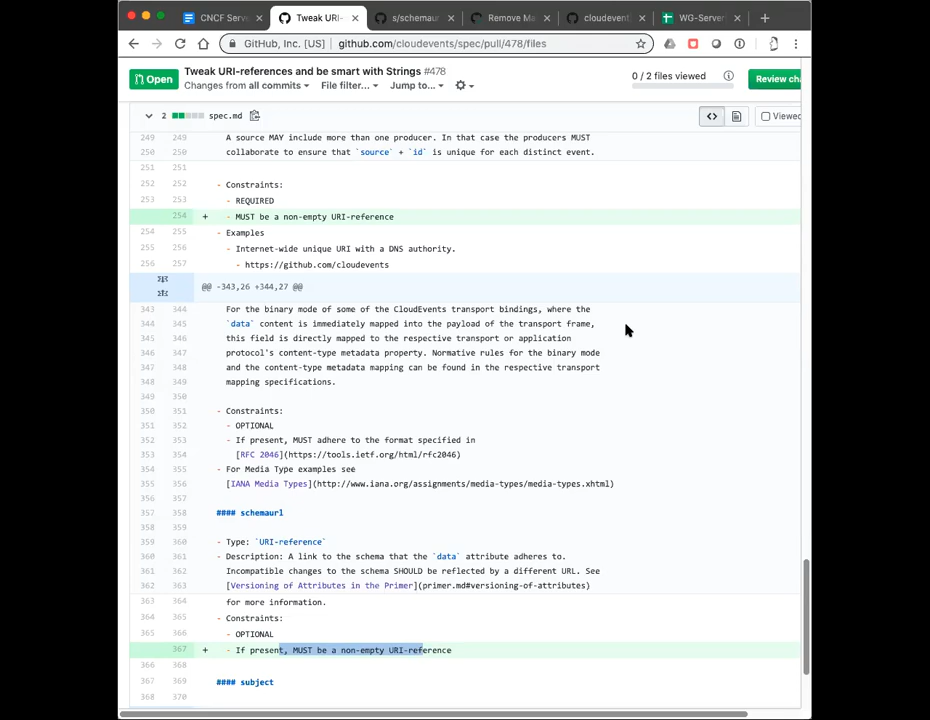 CNCF Serve
Tweak URI-
s/schemaur
Remove Ma
cloudevent
WG-Server
GitHub, Inc. [US] | github.com/cloudevents/spec/pull/478/files
Open
Tweak URI-references and be smart with Strings #478
Changes from all commits
File filter...
Jump to...
0 / 2 files viewed
Review cha
2 spec.md
Viewed
249 249 A source MAY include more than one producer. In that case the producers MUST
250 250 collaborate to ensure that `source` + `id` is unique for each distinct event.
251 251
252 252 - Constraints:
253 253 - REQUIRED
254 + - MUST be a non-empty URI-reference
254 255 - Examples
255 256 - Internet-wide unique URI with a DNS authority.
256 257 - https://github.com/cloudevents
@@ -343,26 +344,27 @@
343 344 For the binary mode of some of the CloudEvents transport bindings, where the
344 345 `data` content is immediately mapped into the payload of the transport frame,
345 346 this field is directly mapped to the respective transport or application
346 347 protocol's content-type metadata property. Normative rules for the binary mode
347 348 and the content-type metadata mapping can be found in the respective transport
348 349 mapping specifications.
349 350
350 351 - Constraints:
351 352 - OPTIONAL
352 353 - If present, MUST adhere to the format specified in
353 354 [RFC 2046](https://tools.ietf.org/html/rfc2046)
354 355 - For Media Type examples see
355 356 [IANA Media Types](http://www.iana.org/assignments/media-types/media-types.xhtml)
356 357
357 358 #### schemaurl
358 359
359 360 - Type: `URI-reference`
360 361 - Description: A link to the schema that the `data` attribute adheres to.
361 362 Incompatible changes to the schema SHOULD be reflected by a different URL. See
362 363 [Versioning of Attributes in the Primer](primer.md#versioning-of-attributes)
363 364 for more information.
364 365 - Constraints:
365 366 - OPTIONAL
367 + - If present, MUST be a non-empty URI-reference
366 368
367 369 #### subject
368 370